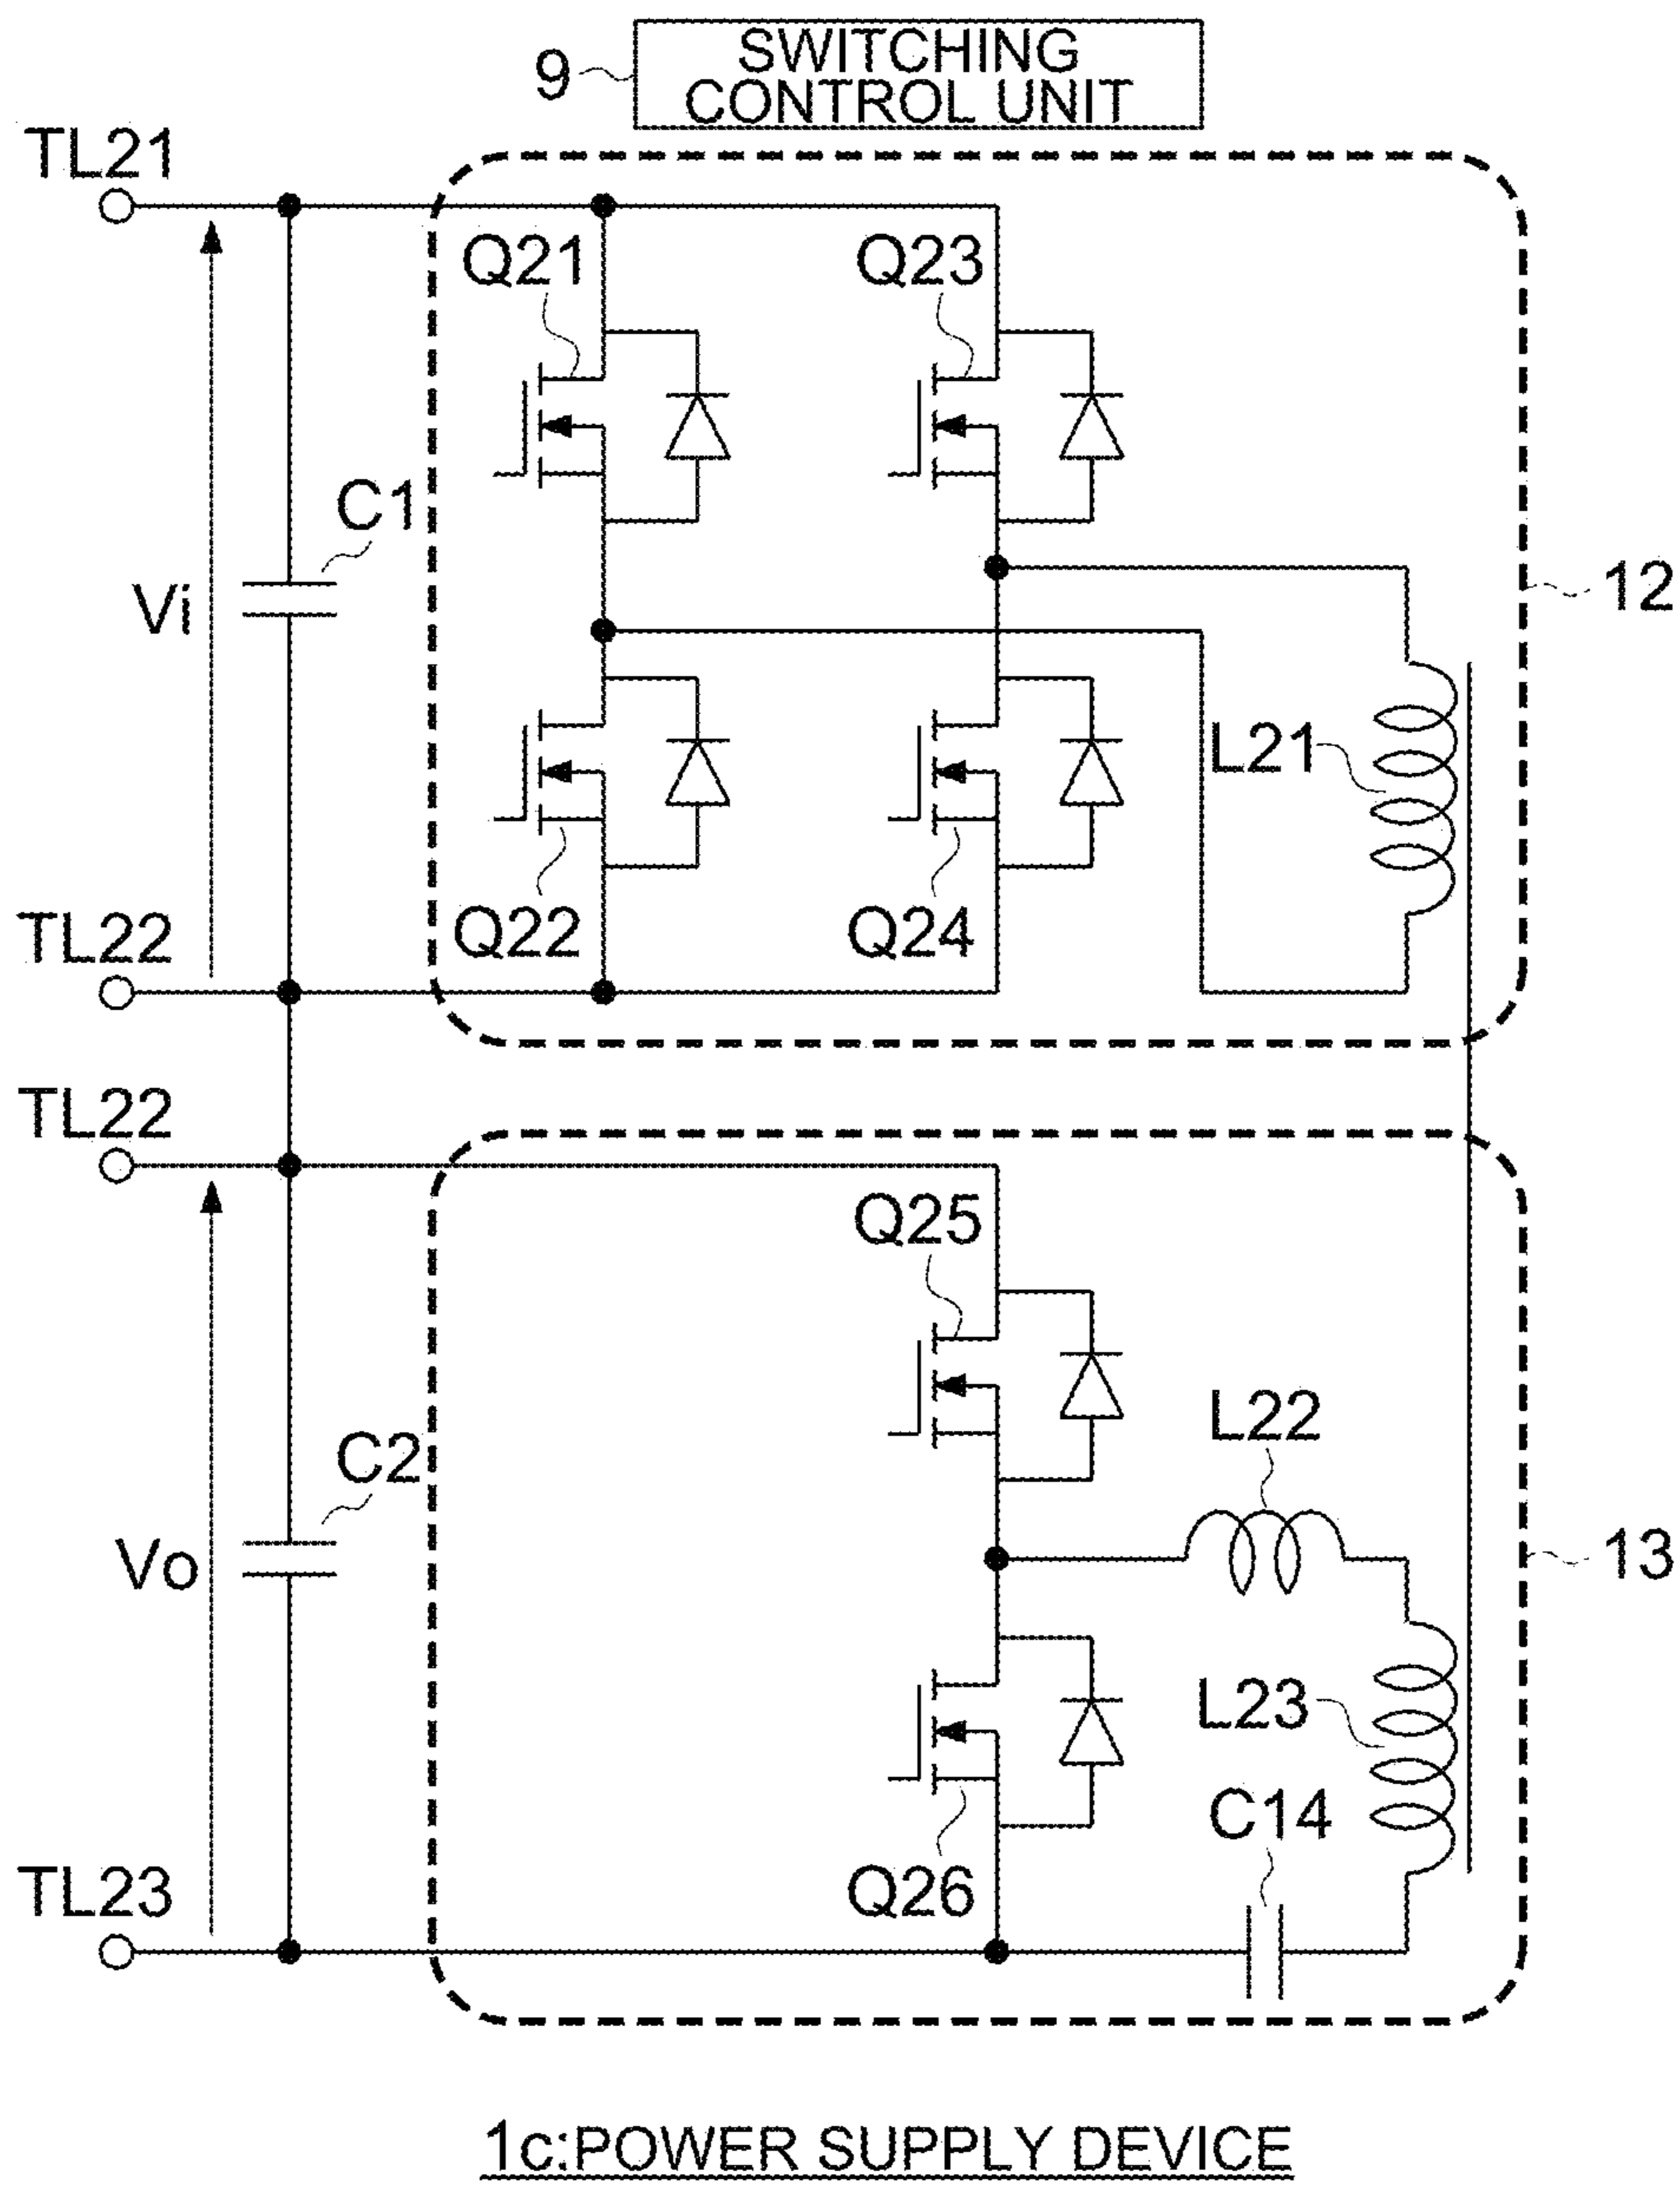 SWITCHING
CONTROL UNIT
9
TL21
Q21
Q23
C1
Vi
12
L21
Q22
Q24
TL22
TL22
Q25
L22
C2
Vo
13
L23
C14
Q26
TL23
1c:POWER SUPPLY DEVICE